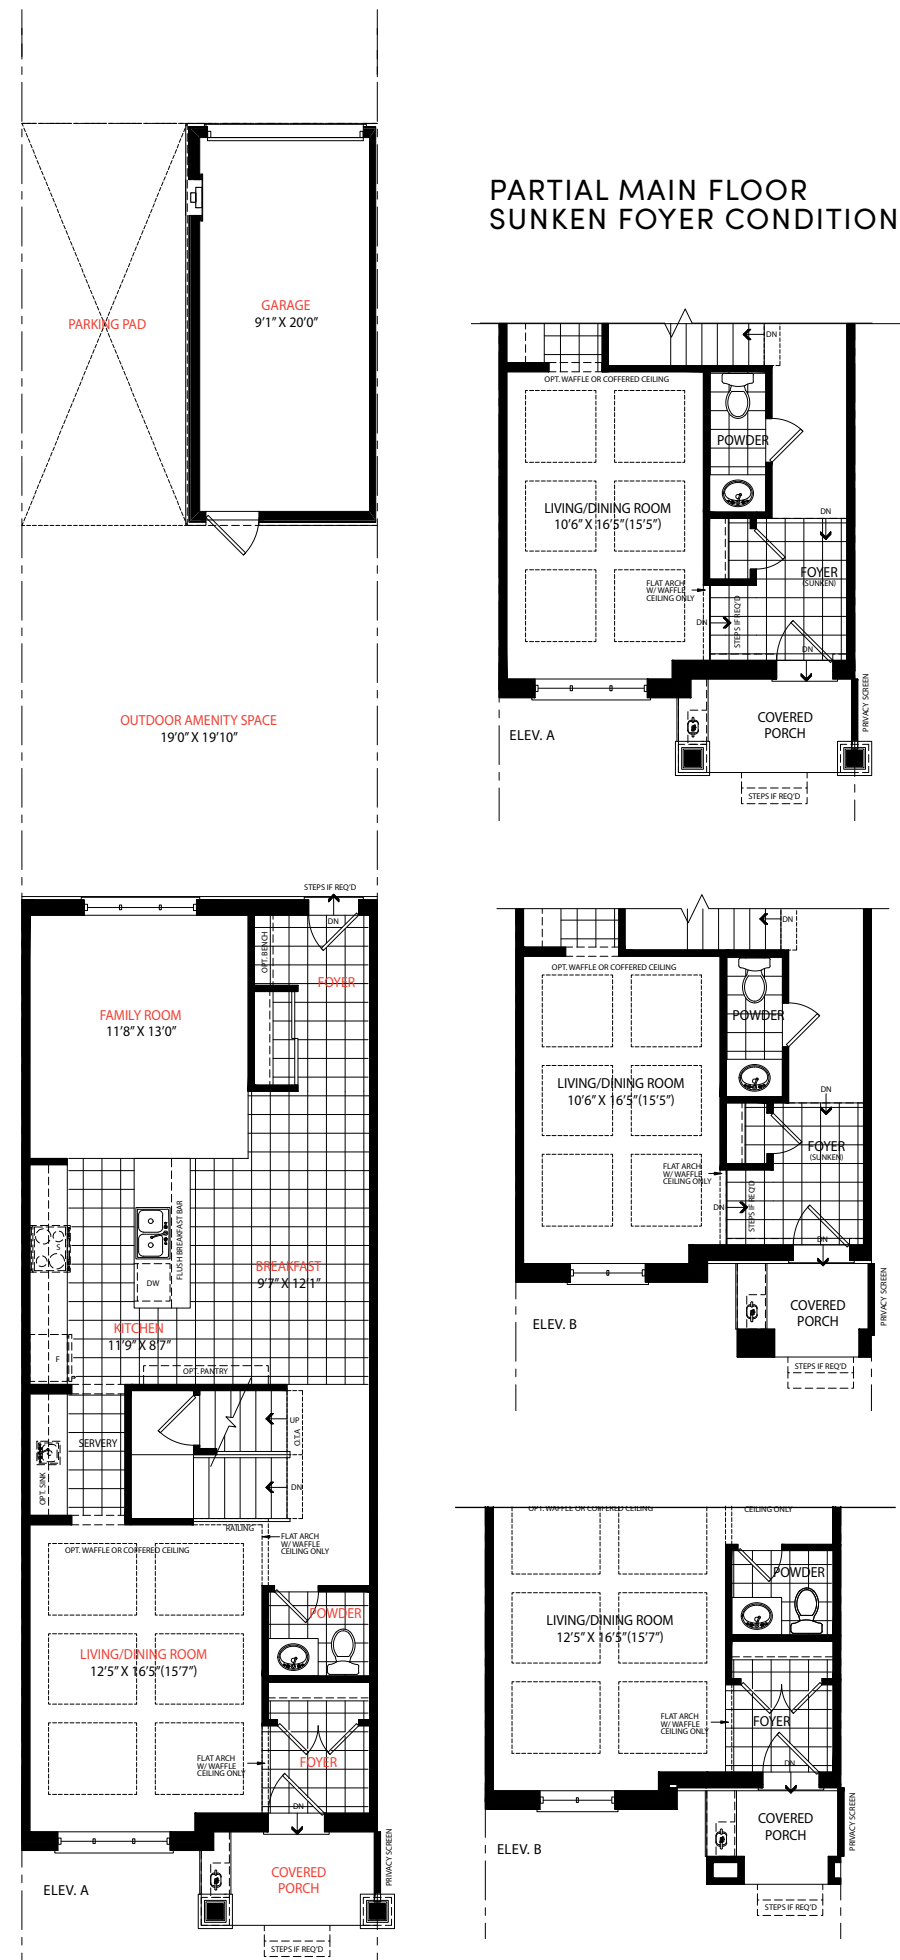 PARTIAL MAIN FLOOR
SUNKEN FOYER CONDITION
GARAGE
9'1" X 20'0"
PARKING PAD
OUTDOOR AMENITY SPACE
19'0" X 19'10"
STEPS IF REQ'D
DN
OPT. BENCH
FOYER
FAMILY ROOM
11'8" X 13'0"
FLUSH BREAKFAST BAR
S
DW
BREAKFAST
9'7" X 12'1"
KITCHEN
11'9" X 8'7"
F
OPT. PANTRY
UP
O.T.A
SERVERY
OPT. SINK
DN
RAILING
FLAT ARCH
W/ WAFFLE
CEILING ONLY
OPT. WAFFLE OR COFFERED CEILING
POWDER
LIVING/DINING ROOM
12'5" X 16'5"(15'7")
FLAT ARCH
W/ WAFFLE
CEILING ONLY
FOYER
DN
COVERED
PORCH
PRIVACY SCREEN
ELEV. A
STEPS IF REQ'D
DN
OPT. WAFFLE OR COFFERED CEILING
POWDER
LIVING/DINING ROOM
10'6" X 16'5"(15'5")
DN
FOYER
(SUNKEN)
FLAT ARCH
W/ WAFFLE
CEILING ONLY
DN
STEPS IF REQ'D
DN
PRIVACY SCREEN
COVERED
PORCH
ELEV. A
STEPS IF REQ'D
DN
OPT. WAFFLE OR COFFERED CEILING
POWDER
LIVING/DINING ROOM
10'6" X 16'5"(15'5")
DN
FOYER
(SUNKEN)
FLAT ARCH
W/ WAFFLE
CEILING ONLY
DN
STEPS IF REQ'D
DN
PRIVACY SCREEN
COVERED
PORCH
ELEV. B
STEPS IF REQ'D
OPT. WAFFLE OR COFFERED CEILING
CEILING ONLY
POWDER
LIVING/DINING ROOM
12'5" X 16'5"(15'7")
FLAT ARCH
W/ WAFFLE
CEILING ONLY
FOYER
DN
PRIVACY SCREEN
COVERED
PORCH
ELEV. B
STEPS IF REQ'D